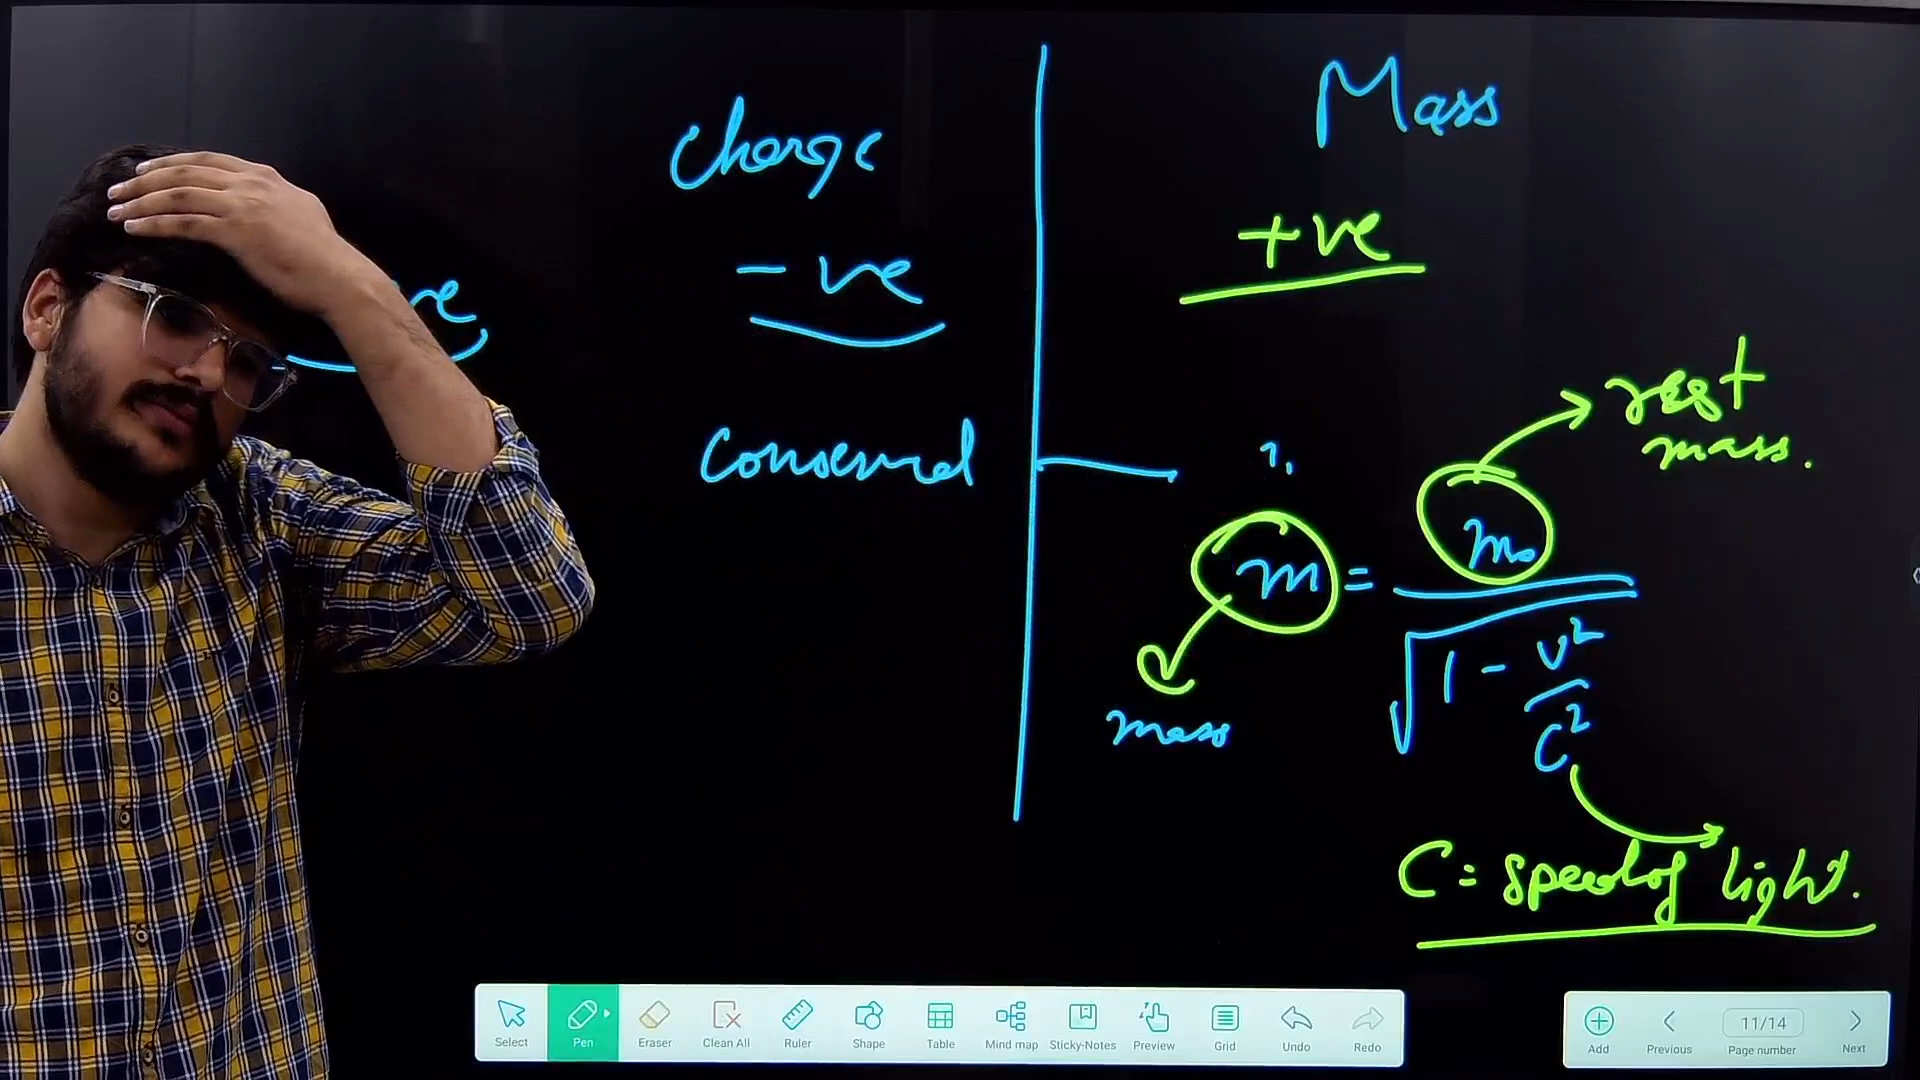 Charge
- ve
ve
Conserved
Mass
+ve
rest
mass.
m = m₀
√1 - v²
c²
mass
C = speed of light.
Select
Pen
Eraser
Clean All
Ruler
Shape
Table
Mind map
Sticky-Notes
Preview
Grid
Undo
Redo
Add
Previous
11/14
Page number
Next